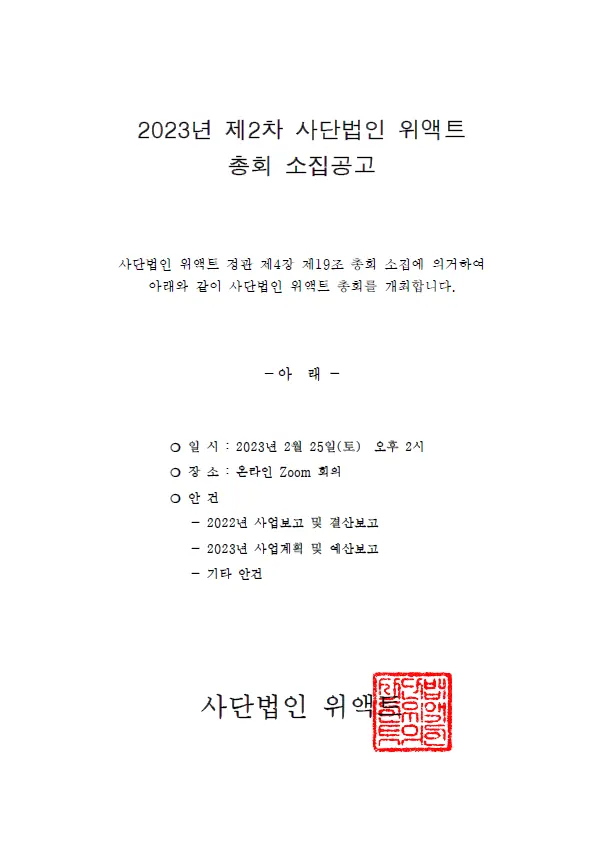 2023년 제2차 사단법인 위액트
총회 소집공고
사단법인 위액트 정관 제4장 제19조 총회 소집에 의거하여
아래와 같이 사단법인 위액트 총회를 개최합니다.
-아 래-
❍ 일 시 : 2023년 2월 25일(토) 오후 2시
❍ 장 소 : 온라인 Zoom 회의
❍ 안 건
- 2022년 사업보고 및 결산보고
- 2023년 사업계획 및 예산보고
- 기타 안건
사단법인 위액트